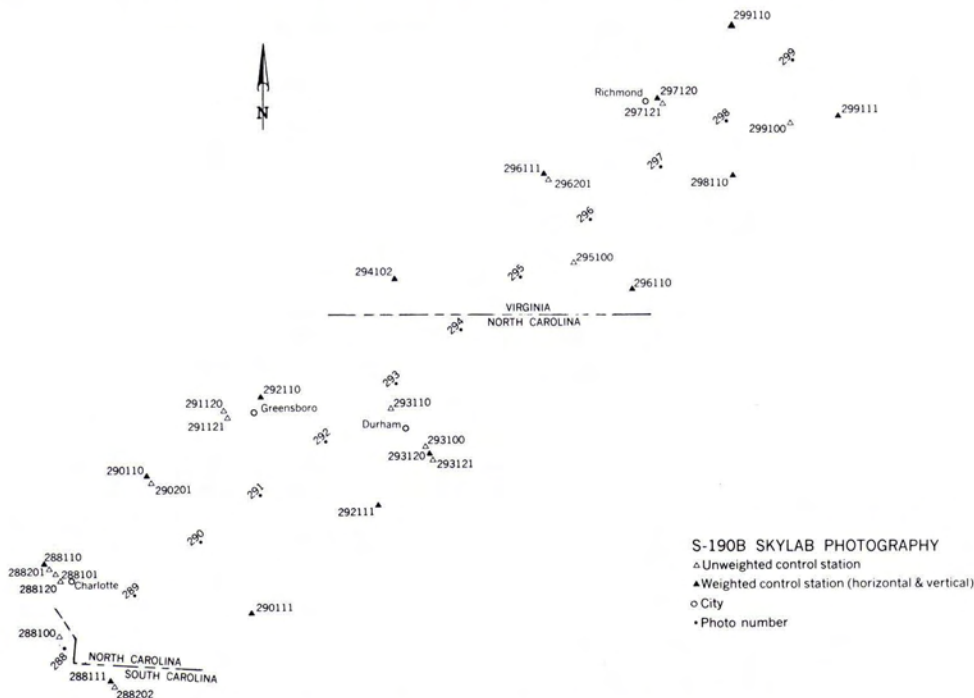 299110
299
Richmond
297120
297121
298
299100
299111
297
296111
296201
298110
296
295100
295
294102
296110
N
VIRGINIA
NORTH CAROLINA
294
293
292110
291120
291121
Greensboro
293110
Durham
292
293100
293120
293121
290110
290201
291
292111
290
S-190B SKYLAB PHOTOGRAPHY
Unweighted control station
Weighted control station (horizontal & vertical)
City
Photo number
288110
288201
288101
288120
Charlotte
289
290111
288100
288
NORTH CAROLINA
SOUTH CAROLINA
288111
288202